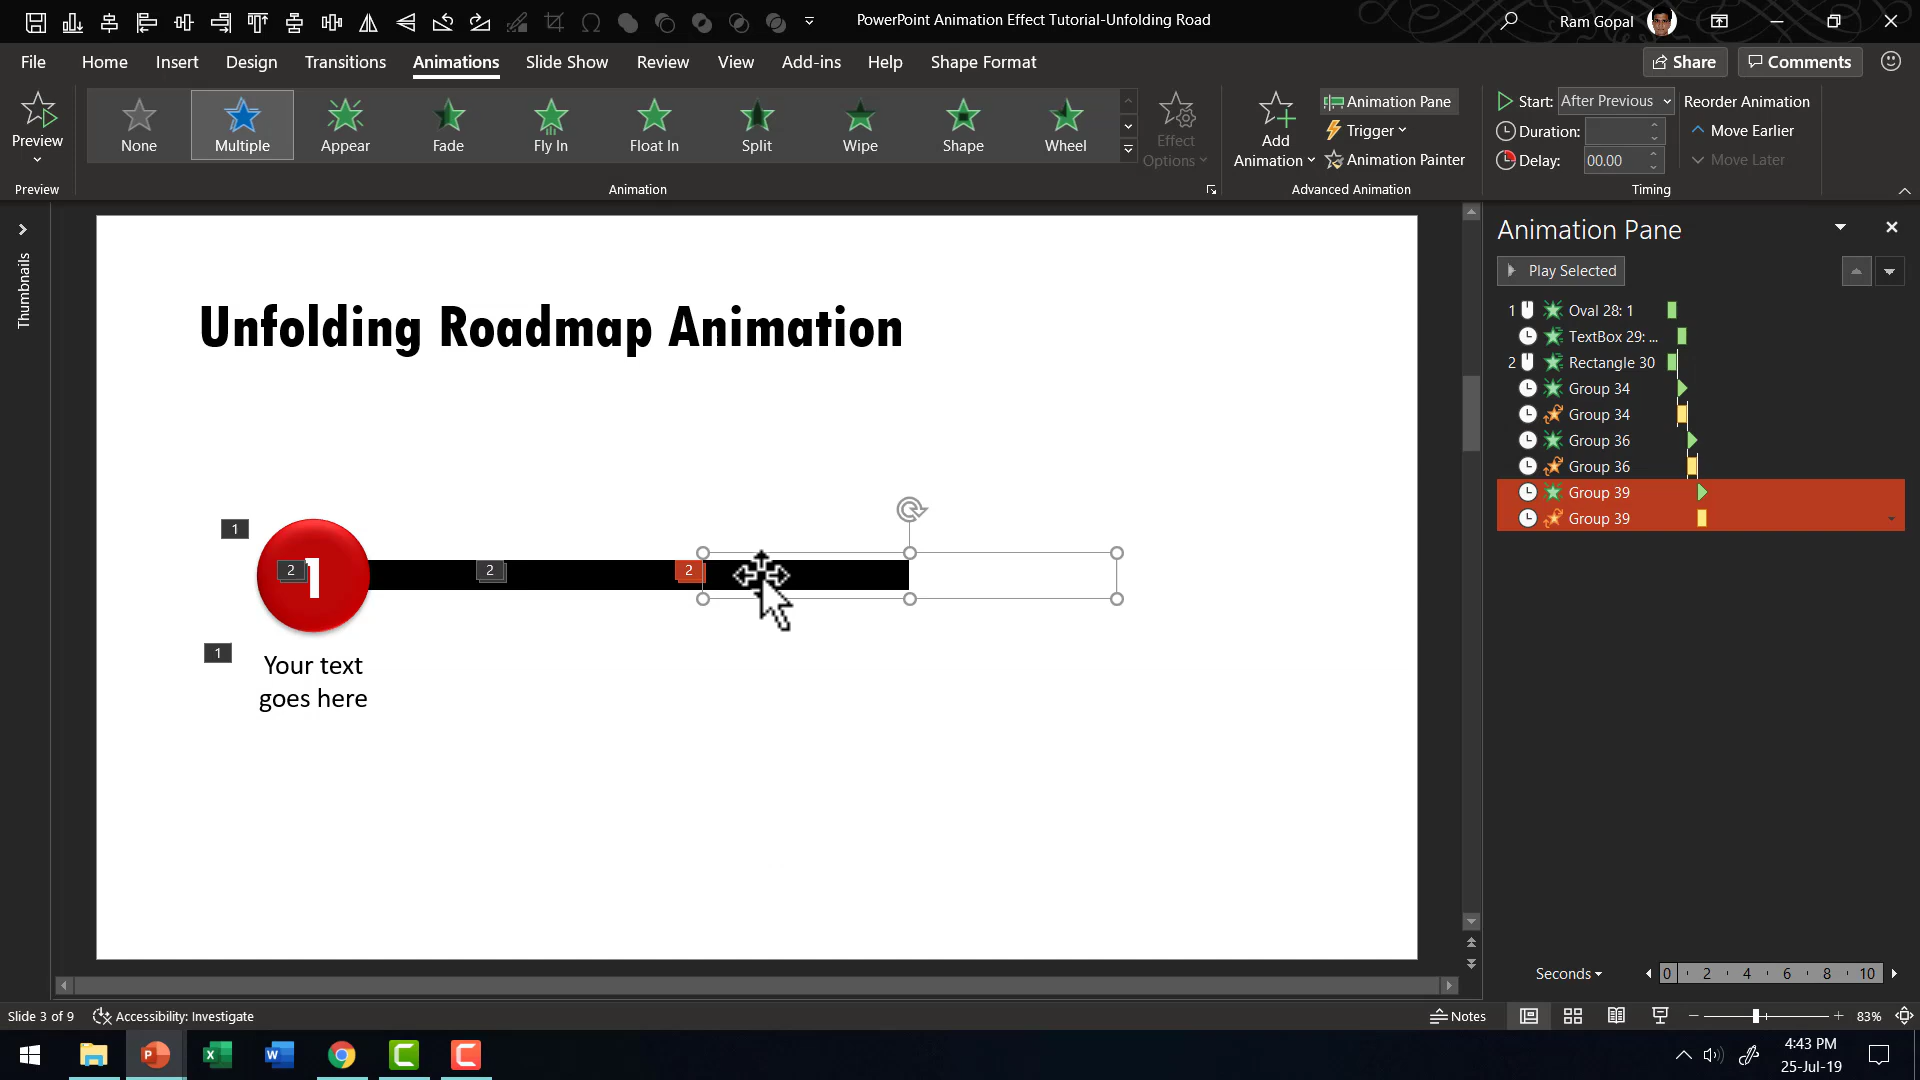 PowerPoint Animation Effect Tutorial-Unfolding Road
Ram Gopal
File Home Insert Design Transitions Animations Slide Show Review View Add-ins Help Shape Format
Share Comments
Preview
None Multiple Appear Fade Fly In Float In Split Wipe Shape Wheel
Effect Options
Add Animation
Animation Pane
Trigger
Animation Painter
Start: After Previous
Duration:
Delay: 00.00
Reorder Animation
Move Earlier
Move Later
Preview Animation Advanced Animation Timing
Thumbnails
Unfolding Roadmap Animation
1
1
2 2 2
1
Your text
goes here
Animation Pane
Play Selected
1 Oval 28: 1
TextBox 29: ...
2 Rectangle 30
Group 34
Group 34
Group 36
Group 36
Group 39
Group 39
Seconds 0 2 4 6 8 10
Slide 3 of 9 Accessibility: Investigate Notes 83%
4:43 PM
25-Jul-19